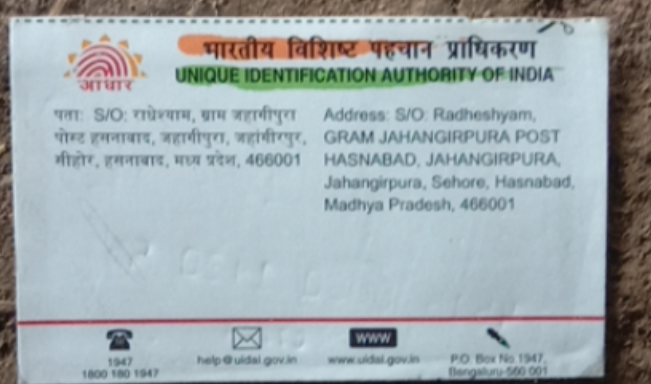 भारतीय विशिष्ट पहचान प्राधिकरण
UNIQUE IDENTIFICATION AUTHORITY OF INDIA
आधार
पता: S/O: राधेश्याम, ग्राम जहागीपुरा
पोस्ट हसनाबाद, जहागीपुरा, जहांगीरपुर,
सीहोर, हसनाबाद, मध्य प्रदेश, 466001
Address: S/O: Radheshyam,
GRAM JAHANGIRPURA POST
HASNABAD, JAHANGIRPURA,
Jahangirpura, Sehore, Hasnabad,
Madhya Pradesh, 466001
1947
1800 180 1947
help@uidai.gov.in
WWW
www.uidai.gov.in
P.O. Box No.1947,
Bengaluru-560 001